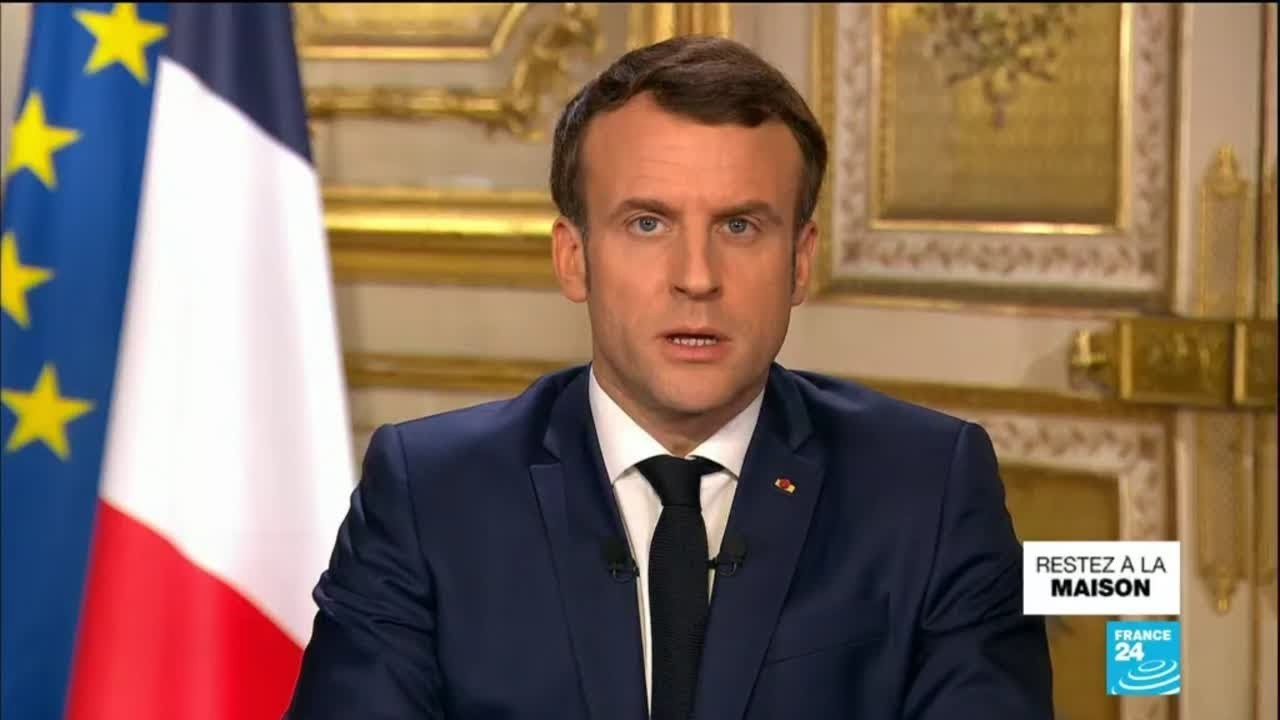 RESTEZ À LA
MAISON
FRANCE
24